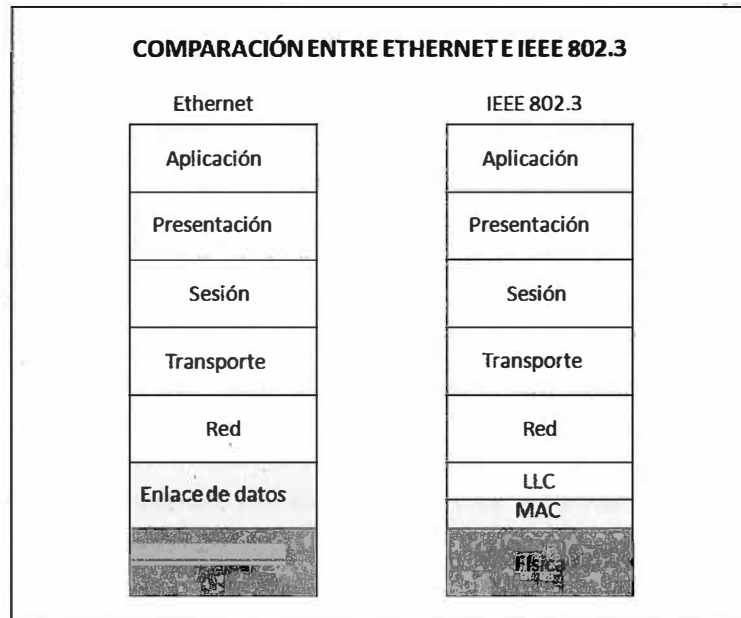 COMPARACIÓN ENTRE ETHERNET E IEEE 802.3
Ethernet
Aplicación
Presentación
Sesión
Transporte
Red
Enlace de datos
IEEE 802.3
Aplicación
Presentación
Sesión
Transporte
Red
LLC
MAC
Física